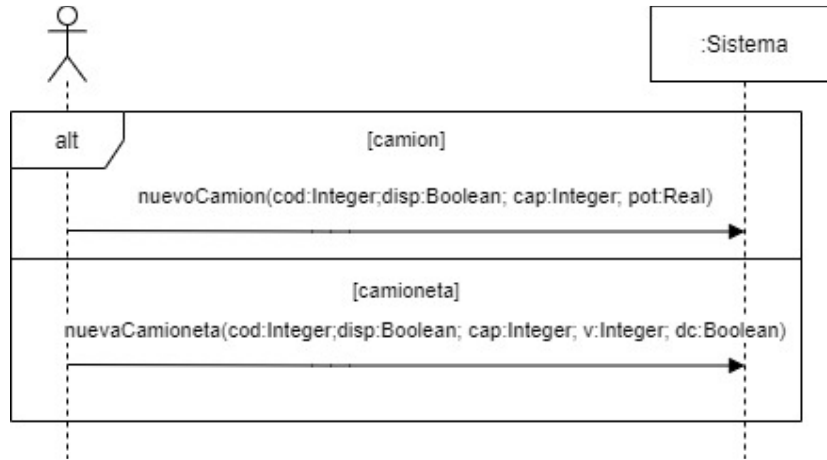 :Sistema
alt
[camion]
nuevoCamion(cod:Integer;disp:Boolean; cap:Integer; pot:Real)
[camioneta]
nuevaCamioneta(cod:Integer;disp:Boolean; cap:Integer; v:Integer; dc:Boolean)